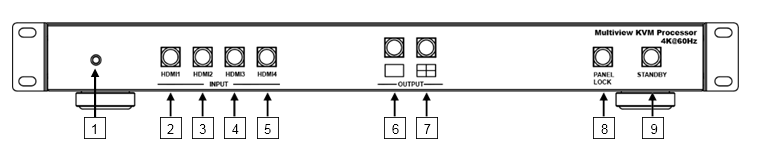 Multiview KVM Processor
4K@60Hz
HDMI1 HDMI2 HDMI3 HDMI4
INPUT
OUTPUT
PANEL
LOCK
STANDBY
1 2 3 4 5 6 7 8 9